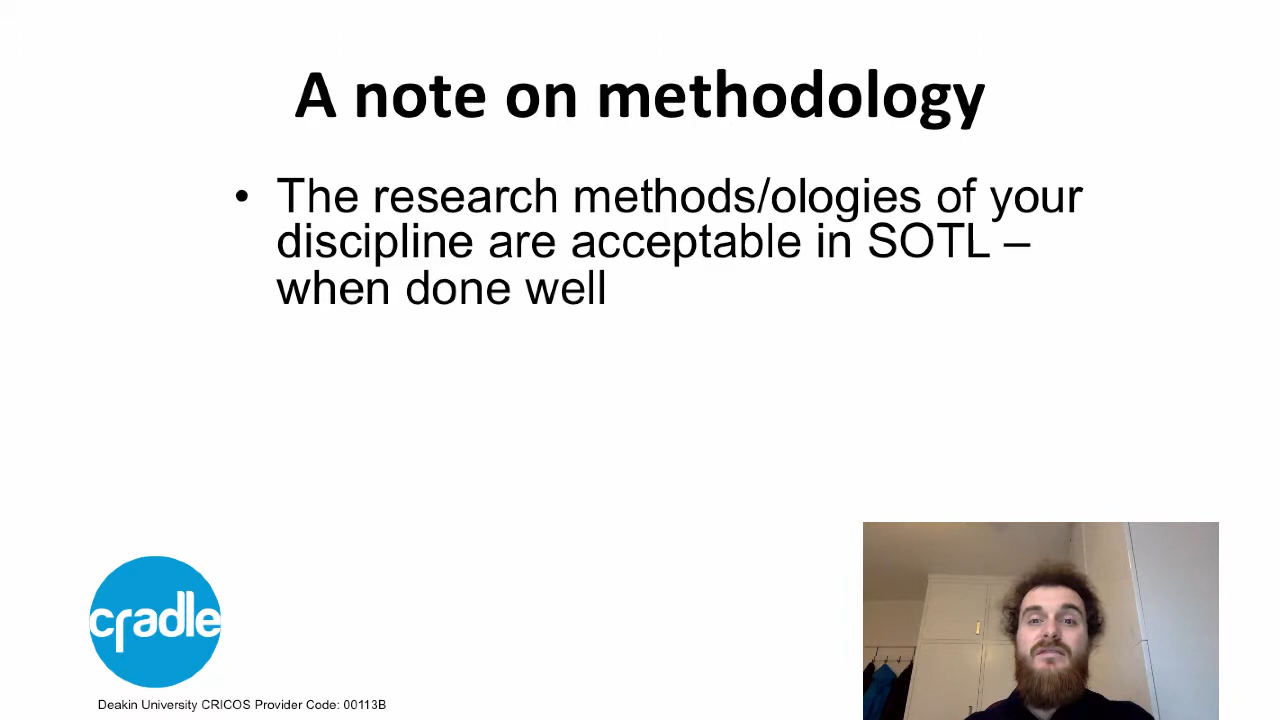 A note on methodology
• The research methods/ologies of your
discipline are acceptable in SOTL –
when done well
cradle
Deakin University CRICOS Provider Code: 00113B